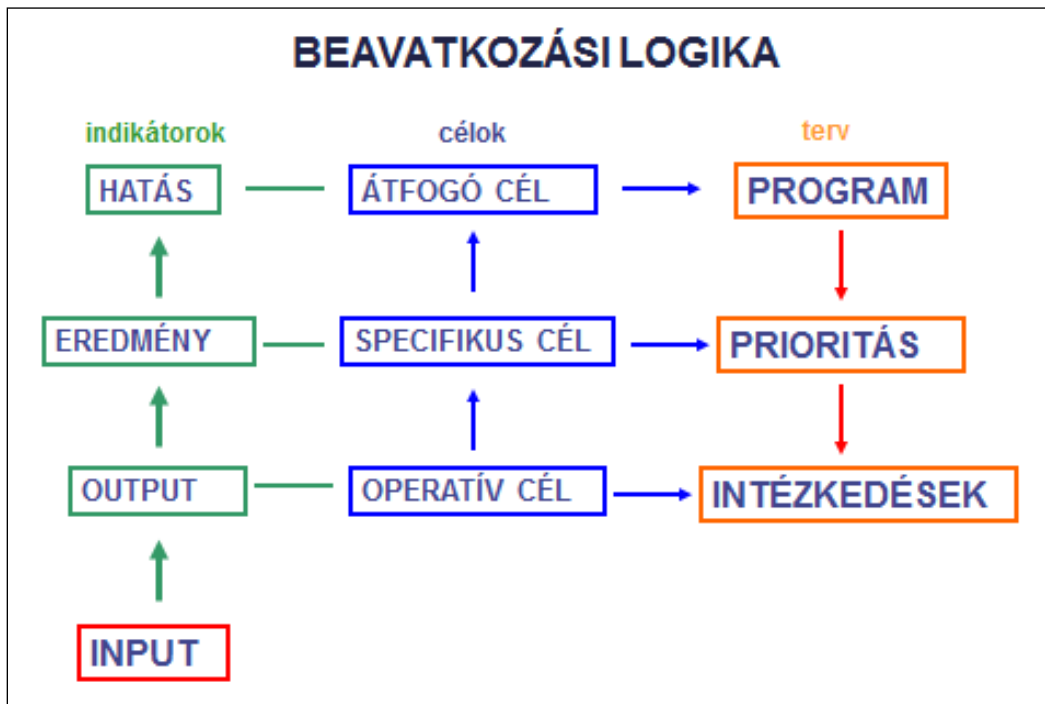 BEAVATKOZÁSI LOGIKA
indikátorok célok terv
HATÁS ÁTFOGÓ CÉL PROGRAM
EREDMÉNY SPECIFIKUS CÉL PRIORITÁS
OUTPUT OPERATÍV CÉL INTÉZKEDÉSEK
INPUT